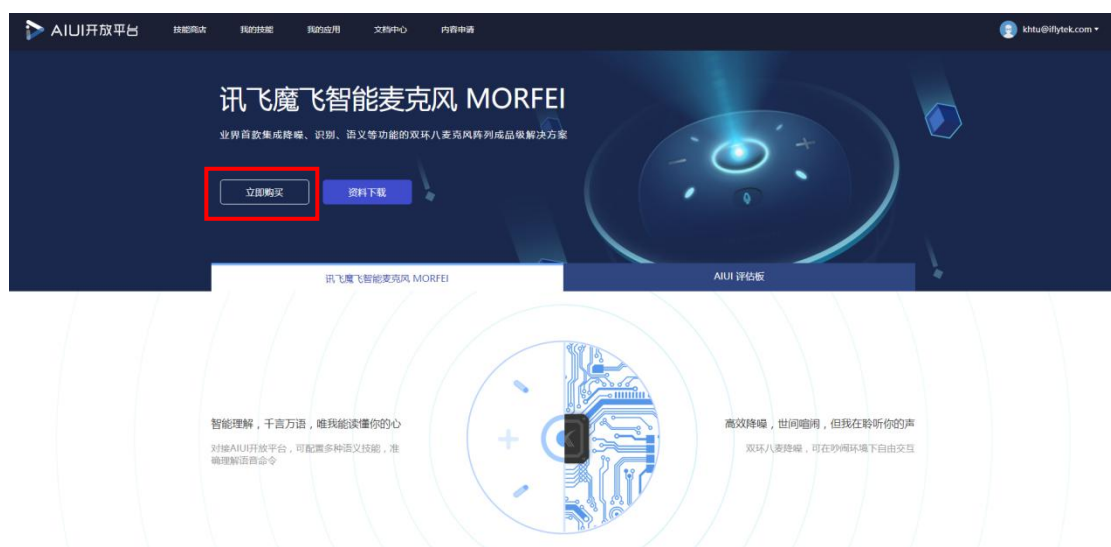 AIUI开放平台 技能商店 我的技能 我的应用 文档中心 内容申请 khtu@iflytek.com
讯飞魔飞智能麦克风 MORFEI
业界首款集成降噪、识别、语义等功能的双环八麦克风阵列成品级解决方案
立即购买 资料下载
讯飞魔飞智能麦克风 MORFEI AIUI 评估板
智能理解，千言万语，唯我能读懂你的心
对接AIUI开放平台，可配置多种语义技能，准
确理解语音命令
高效降噪，世间喧闹，但我在聆听你的声
双环八麦降噪，可在吵闹环境下自由交互